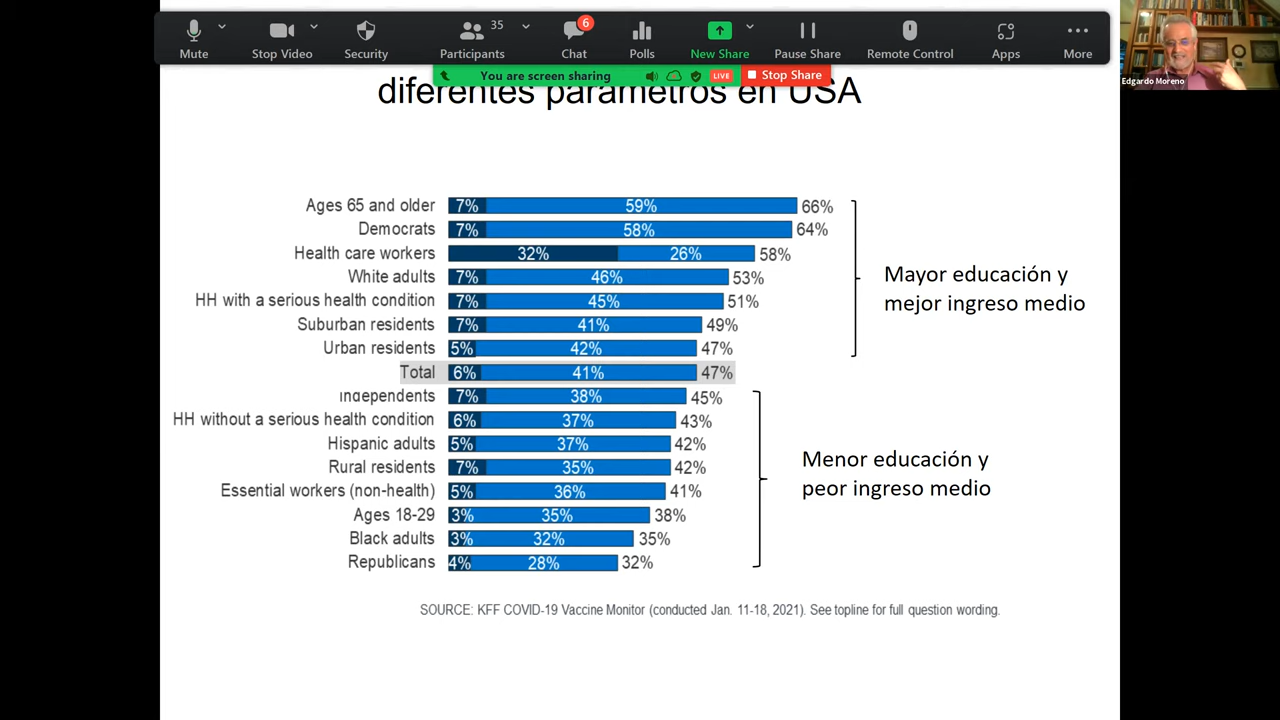 Mute
Stop Video
Security
Participants
35
Chat
6
Polls
New Share
Pause Share
Remote Control
Apps
More
You are screen sharing
LIVE
Stop Share
Edgardo Moreno
diferentes parámetros en USA
Ages 65 and older 7% 59% 66%
Democrats 7% 58% 64%
Health care workers 32% 26% 58%
White adults 7% 46% 53%
HH with a serious health condition 7% 45% 51%
Suburban residents 7% 41% 49%
Urban residents 5% 42% 47%
Total 6% 41% 47%
Independents 7% 38% 45%
HH without a serious health condition 6% 37% 43%
Hispanic adults 5% 37% 42%
Rural residents 7% 35% 42%
Essential workers (non-health) 5% 36% 41%
Ages 18-29 3% 35% 38%
Black adults 3% 32% 35%
Republicans 4% 28% 32%
Mayor educación y
mejor ingreso medio
Menor educación y
peor ingreso medio
SOURCE: KFF COVID-19 Vaccine Monitor (conducted Jan. 11-18, 2021). See topline for full question wording.